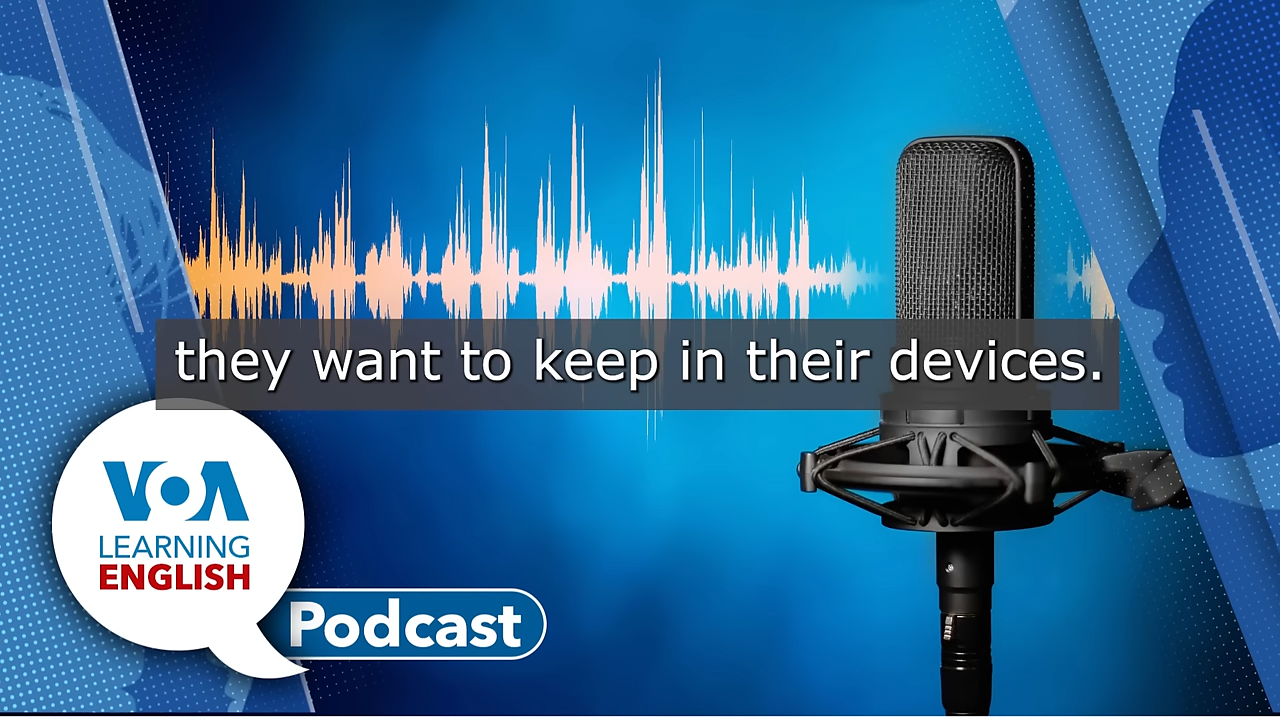 they want to keep in their devices.
VOA
LEARNING
ENGLISH
Podcast